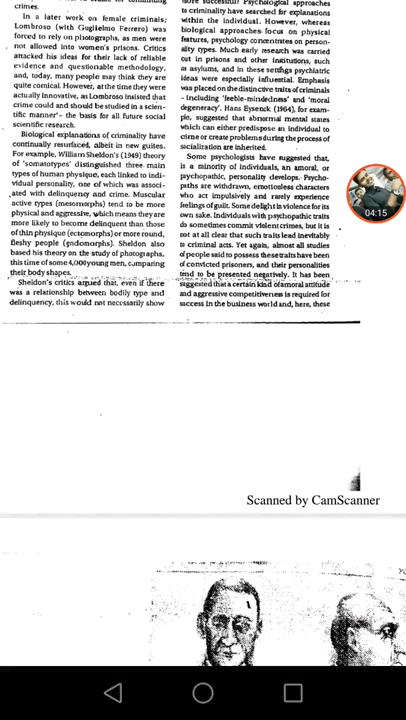 crimes.
In a later work on female criminals,
Lombroso (with Guglielmo Ferrero) was
forced to rely on photographs, as men were
not allowed into women's prisons. Critics
attacked his ideas for their lack of reliable
evidence and questionable methodology,
and, today, many people may think they are
quite comical. However, at the time they were
actually innovative, as Lombroso insisted that
crime could and should be studied in a scien-
tific manner'- the basis for all future social
scientific research.
Biological explanations of criminality have
continually resurfaced, albeit in new guises.
For example, William Sheldon's (1949) theory
of 'somatotypes' distinguished three main
types of human physique, each linked to indi-
vidual personality, one of which was associ-
ated with delinquency and crime. Muscular
active types (mesomorphs) tend to be more
physical and aggressive, which means they are
more likely to become delinquent than those
of thin physique (ectomorphs) or more round,
fleshy people (endomorphs). Sheldon also
based his theory on the study of photographs,
this time of some 4,000 young men, comparing
their body shapes.
Sheldon's critics argued that, even if there
was a relationship between bodily type and
delinquency, this would not necessarily show
more successful? Psychological approaches
to criminality have searched for explanations
within the individual. However, whereas
biological approaches focus on physical
features, psychology concentrates on person-
ality types. Much early research was carried
out in prisons and other institutions, such
as asylums, and in these settings psychiatric
ideas were especially influential. Emphasis
was placed on the distinctive traits of criminals
- including 'feeble-mindedness' and 'moral
degeneracy'. Hans Eysenck (1964), for exam-
ple, suggested that abnormal mental states
which can either predispose an individual to
crime or create problems during the process of
socialization are inherited.
Some psychologists have suggested that,
in a minority of individuals, an amoral, or
psychopathic, personality develops. Psycho-
paths are withdrawn, emotionless characters
who act impulsively and rarely experience
feelings of guilt. Some delight in violence for its
own sake. Individuals with psychopathic traits
do sometimes commit violent crimes, but it is
not at all clear that such traits lead inevitably
to criminal acts. Yet again, almost all studies
of people said to possess these traits have been
of convicted prisoners, and their personalities
tend to be presented negatively. It has been
suggested that a certain kind of amoral attitude
and aggressive competitiveness is required for
success in the business world and, here, these
04:15
Scanned by CamScanner